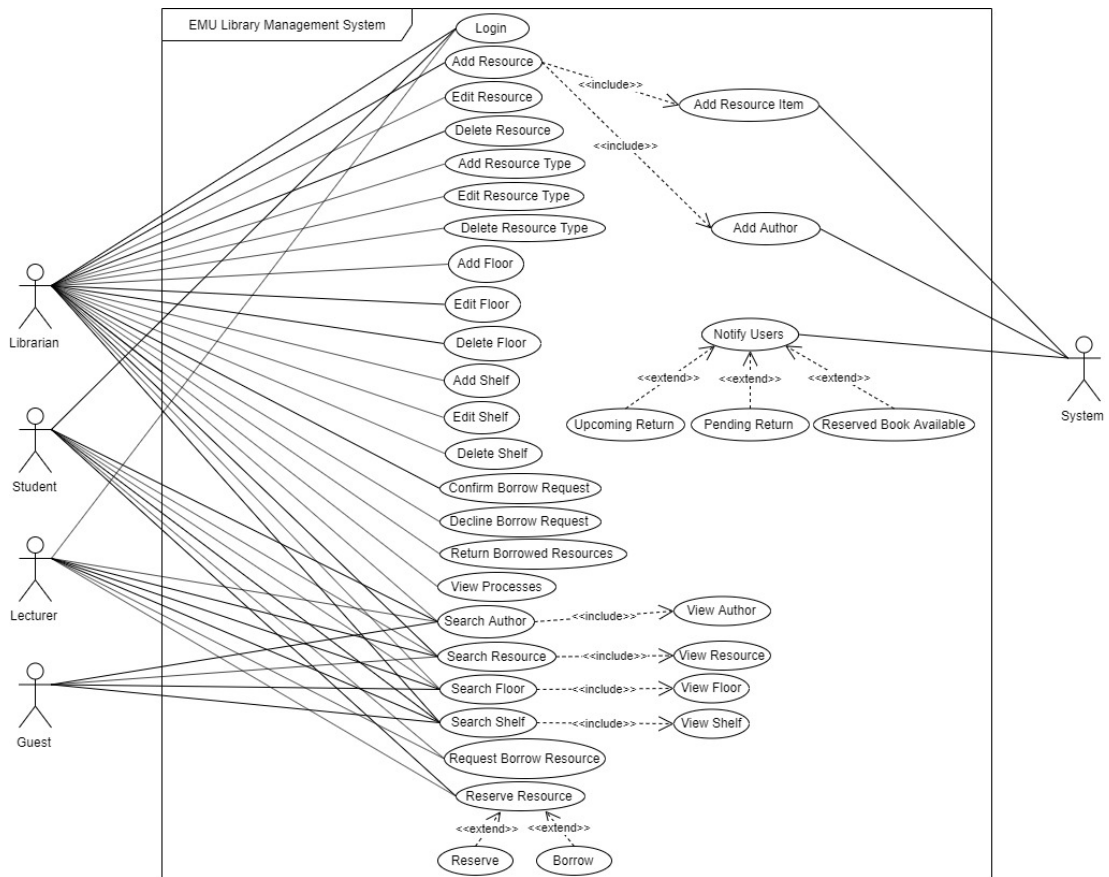 EMU Library Management System
Login
Add Resource
<<include>>
Edit Resource
Add Resource Item
Delete Resource
<<include>>
Add Resource Type
Edit Resource Type
Delete Resource Type
Add Author
Add Floor
Edit Floor
Notify Users
Librarian
Delete Floor
<<extend>>
<<extend>>
<<extend>>
Add Shelf
Edit Shelf
Upcoming Return
Pending Return
Reserved Book Available
System
Delete Shelf
Student
Confirm Borrow Request
Decline Borrow Request
Return Borrowed Resources
View Processes
Lecturer
Search Author
<<include>>
View Author
Search Resource
<<include>>
View Resource
Search Floor
<<include>>
View Floor
Search Shelf
<<include>>
View Shelf
Guest
Request Borrow Resource
Reserve Resource
<<extend>>
<<extend>>
Reserve
Borrow